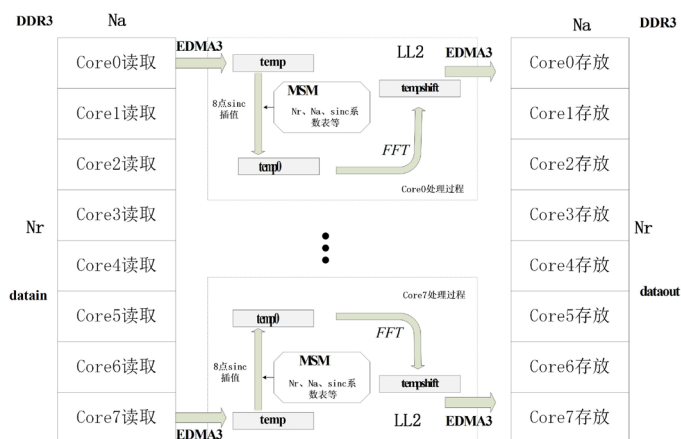 DDR3
Na
Na
DDR3
EDMA3
LL2
EDMA3
Core0读取
temp
Core0存放
MSM
tempshift
Core1读取
8点sinc
插值
Nr、Na、sinc系
数表等
Core1存放
Core2读取
temp0
FFT
Core2存放
Core0处理过程
Core3读取
Core3存放
Nr
Nr
Core4读取
Core4存放
datain
Core7处理过程
dataout
Core5读取
temp0
Core5存放
FFT
Core6读取
8点sinc
插值
MSM
Nr、Na、sinc系
数表等
tempshift
Core6存放
Core7读取
temp
LL2
EDMA3
Core7存放
EDMA3